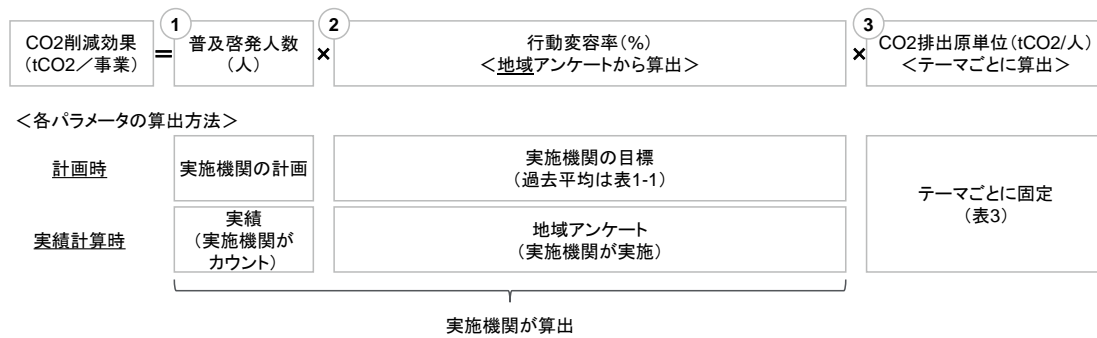 CO2削減効果
（tCO2／事業）
＝
1
普及啓発人数
（人）
×
2
行動変容率（%）
＜地域アンケートから算出＞
×
3
CO2排出原単位（tCO2/人）
＜テーマごとに算出＞
＜各パラメータの算出方法＞
計画時
実施機関の計画
実施機関の目標
（過去平均は表1-1）
テーマごとに固定
（表3）
実績計算時
実績
（実施機関が
カウント）
地域アンケート
（実施機関が実施）
実施機関が算出